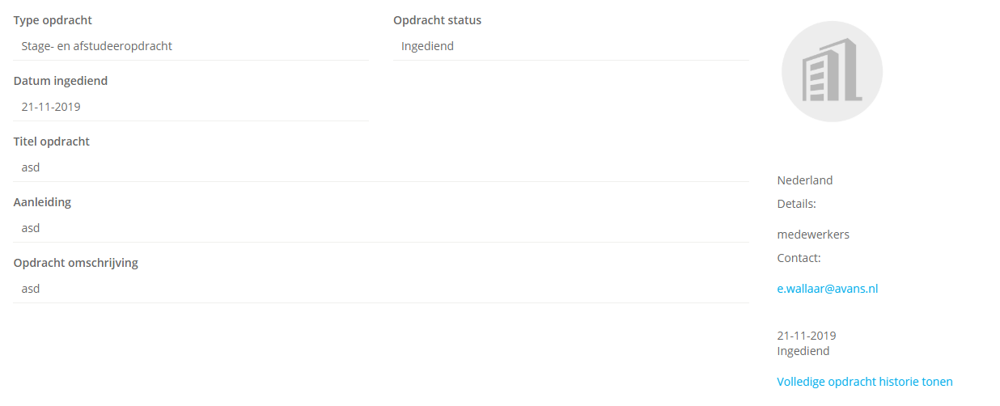 Type opdracht
Stage- en afstudeeropdracht
Opdracht status
Ingediend
Datum ingediend
21-11-2019
Titel opdracht
asd
Aanleiding
asd
Opdracht omschrijving
asd
Nederland
Details:
medewerkers
Contact:
e.wallaar@avans.nl
21-11-2019
Ingediend
Volledige opdracht historie tonen